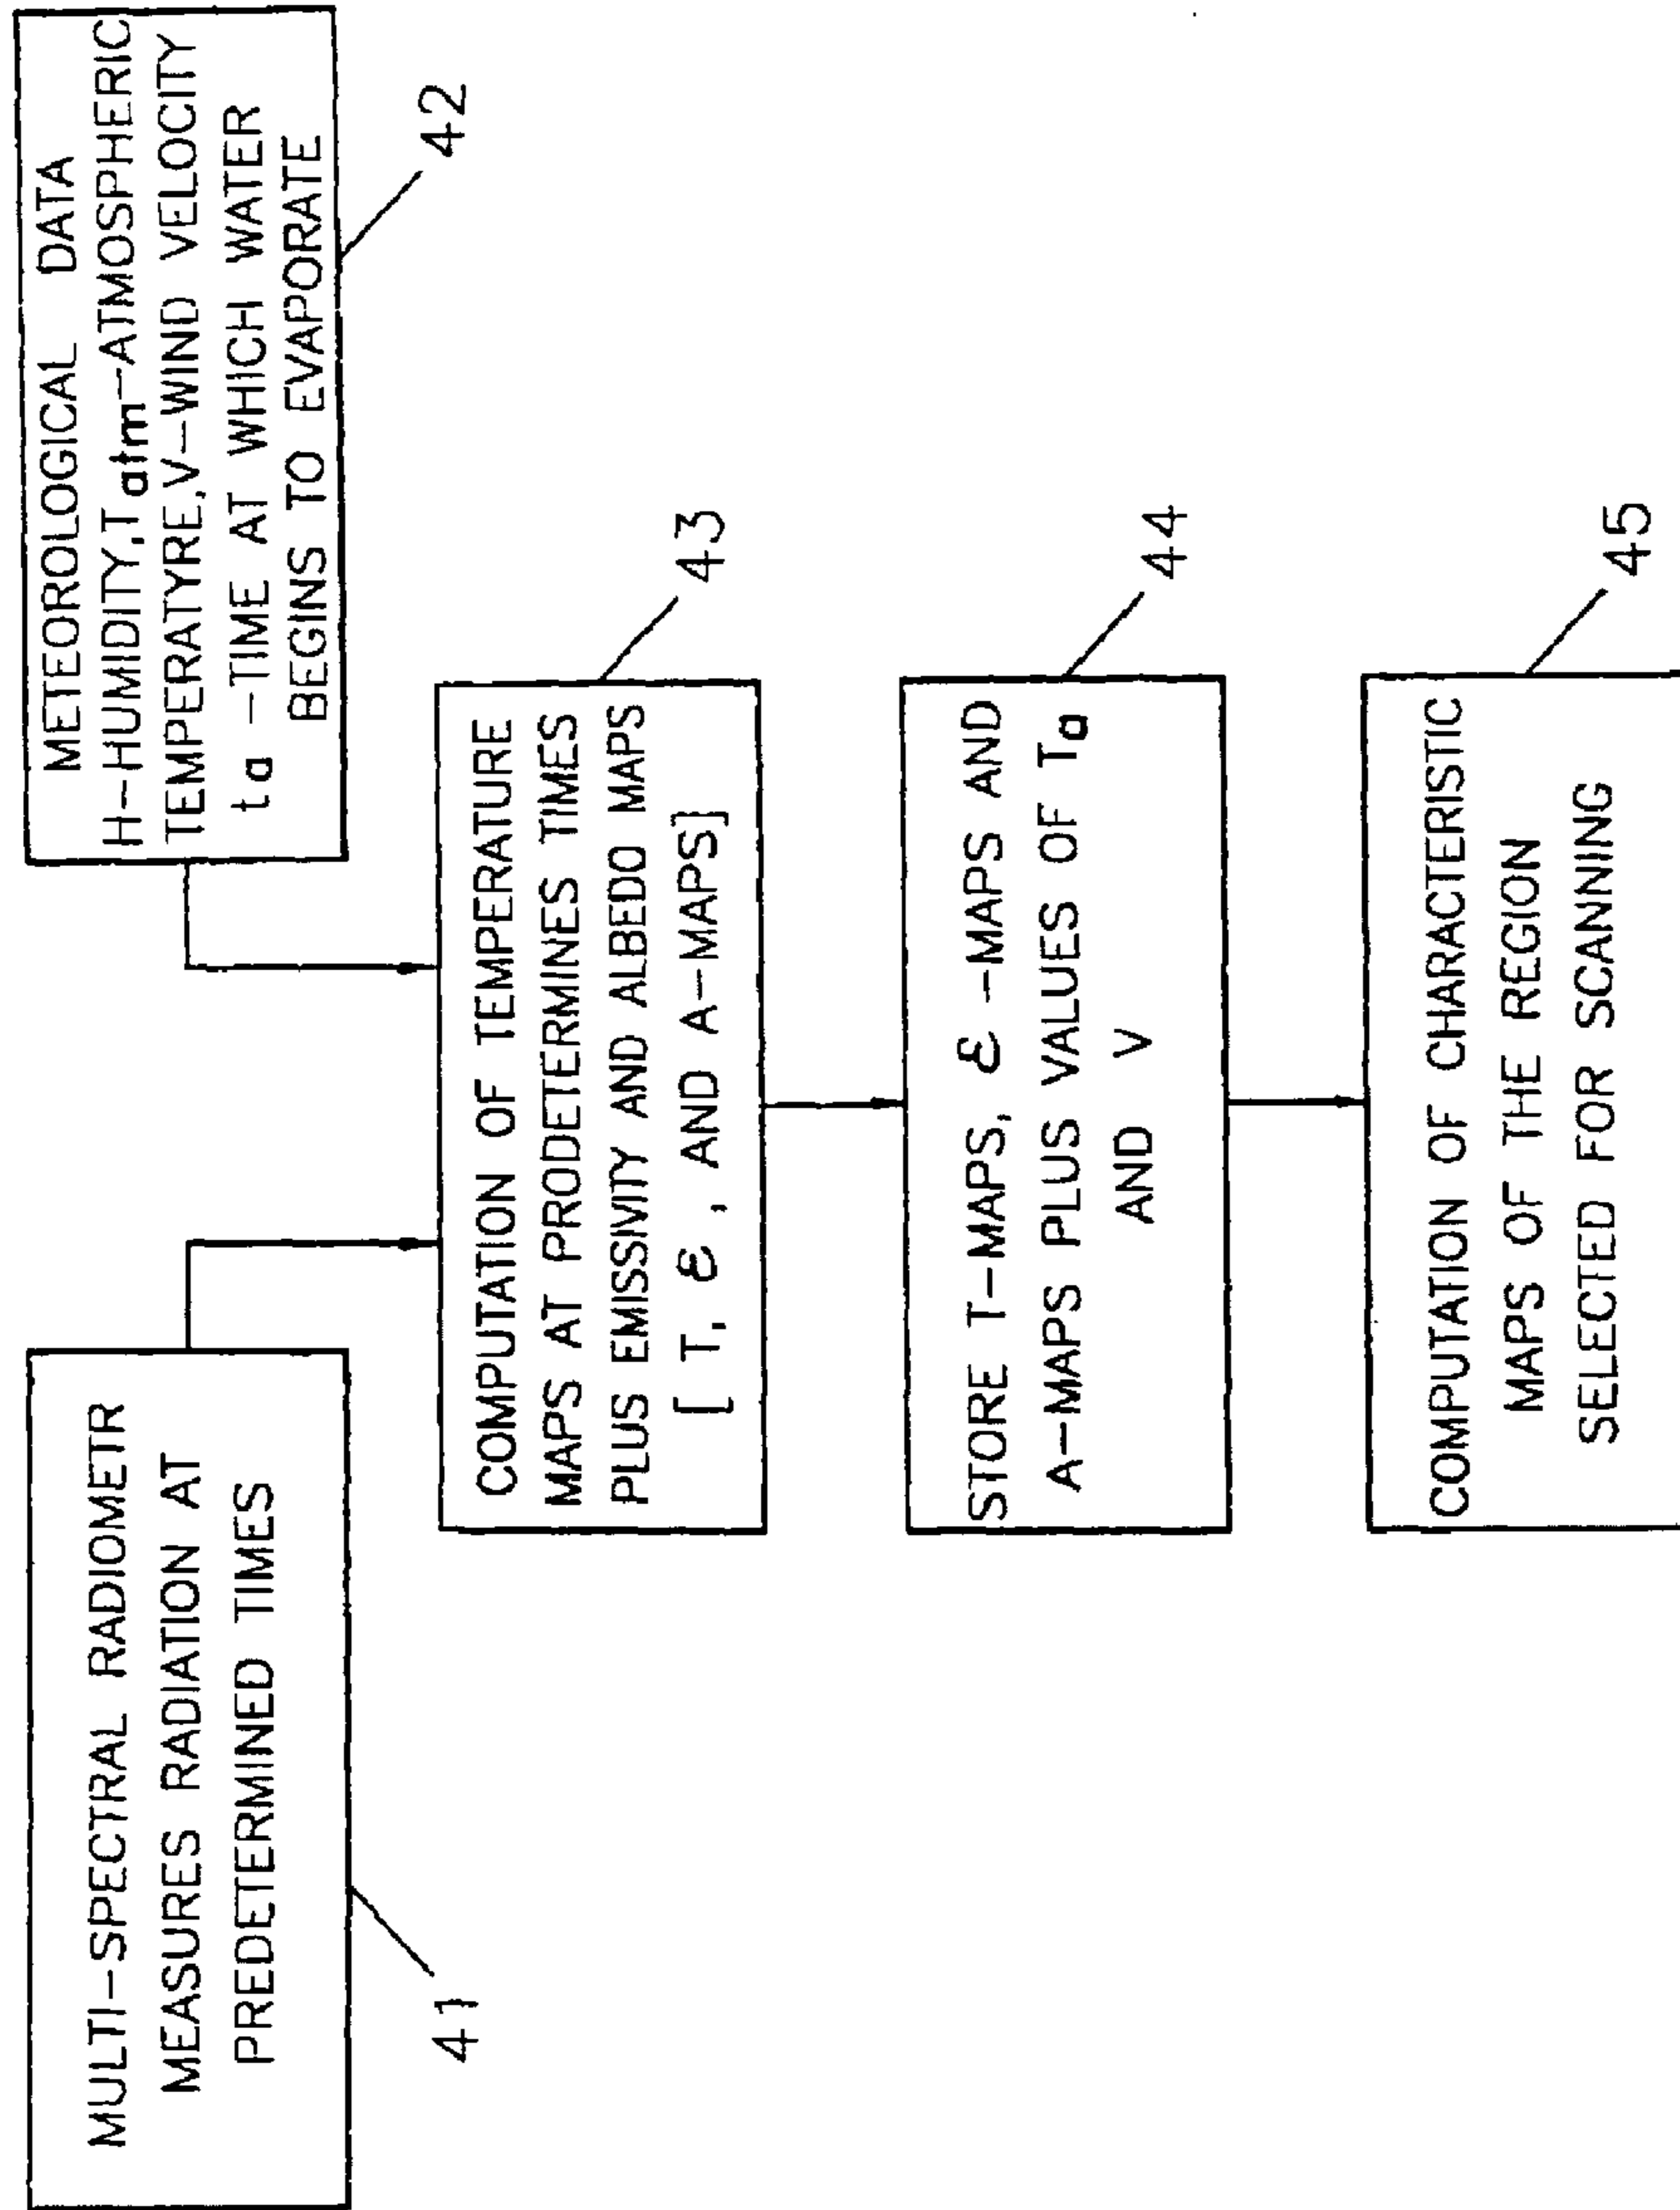 MULTI-SPECTRAL RADIOMETR
MEASURES RADIATION AT
PREDETERMINED TIMES
41
METEOROLOGICAL DATA
H-HUMIDITY,T atm-ATMOSPHERIC
TEMPERATYRE,V-WIND VELOCITY
ta -TIME AT WHICH WATER
BEGINS TO EVAPORATE
42
COMPUTATION OF TEMPERATURE
MAPS AT PRODETERMINES TIMES
PLUS EMISSIVITY AND ALBEDO MAPS
[ T, ε , AND A-MAPS]
43
STORE T-MAPS, ε -MAPS AND
A-MAPS PLUS VALUES OF Ta
AND V
44
COMPUTATION OF CHARACTERISTIC
MAPS OF THE REGION
SELECTED FOR SCANNING
45